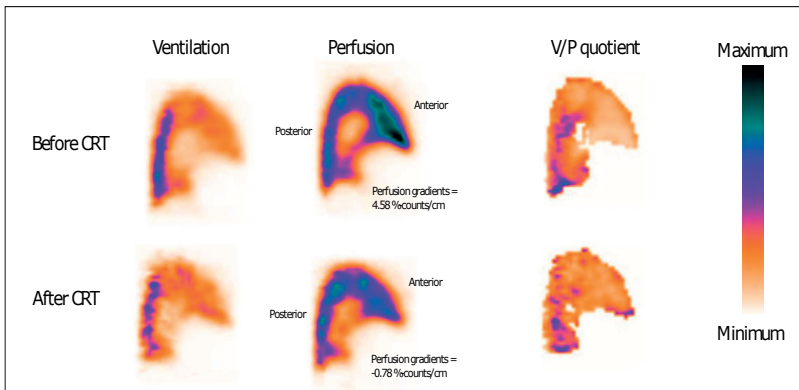 Ventilation Perfusion V/P quotient Maximum
Anterior
Posterior
Before CRT
Perfusion gradients =
4.58 %counts/cm
Anterior
After CRT
Posterior
Minimum
Perfusion gradients =
-0.78 %counts/cm